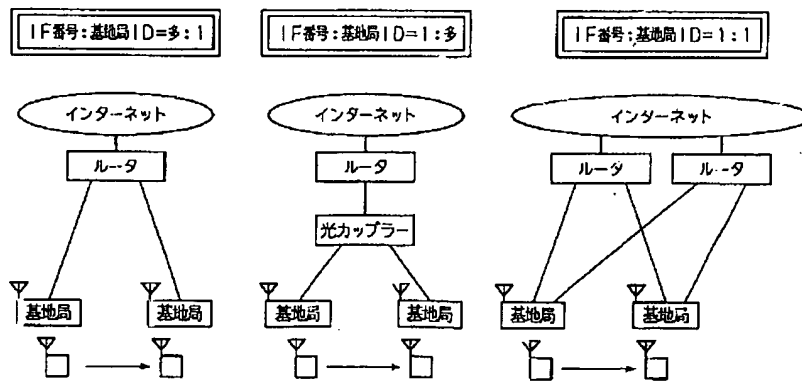 IF番号:基地局ID=多:1
IF番号:基地局ID=1:多
IF番号:基地局ID=1:1
インターネット
ルータ
基地局
基地局
インターネット
ルータ
光カップラー
基地局
基地局
インターネット
ルータ
ルータ
基地局
基地局